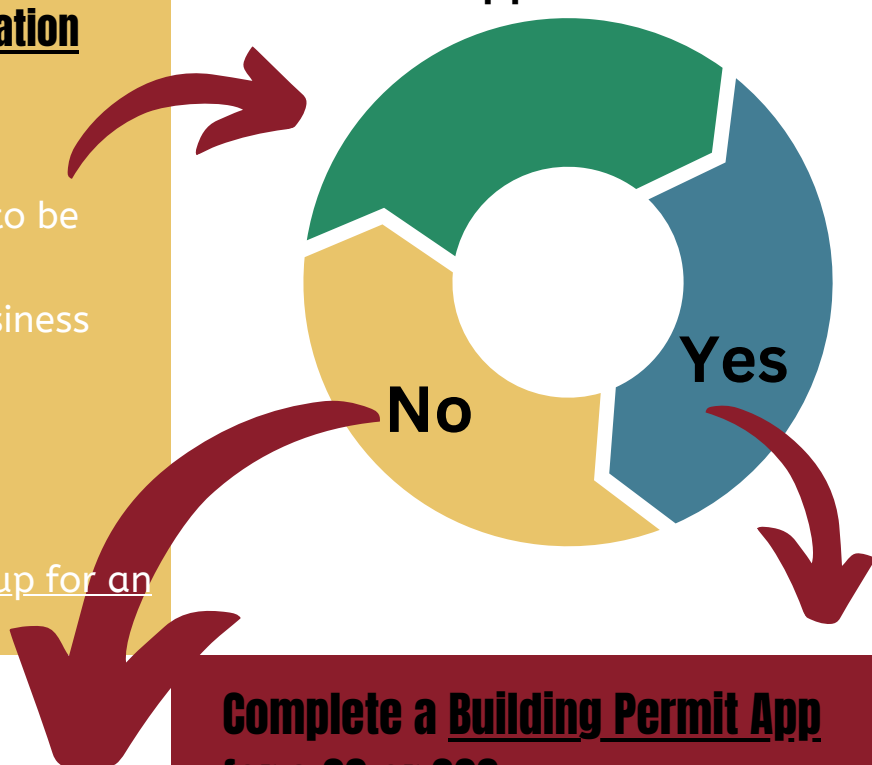 ation
to be
siness
Yes
No
up for an
Complete a Building Permit App